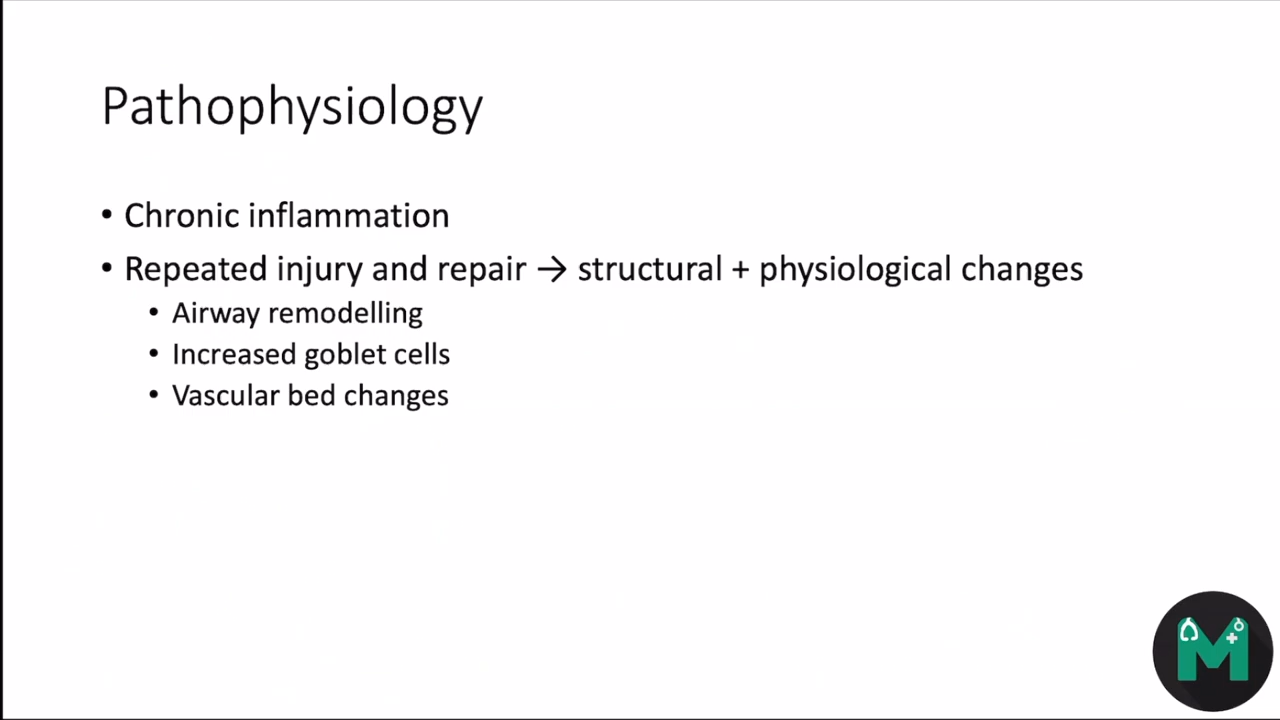 Pathophysiology
• Chronic inflammation
• Repeated injury and repair → structural + physiological changes
• Airway remodelling
• Increased goblet cells
• Vascular bed changes
M